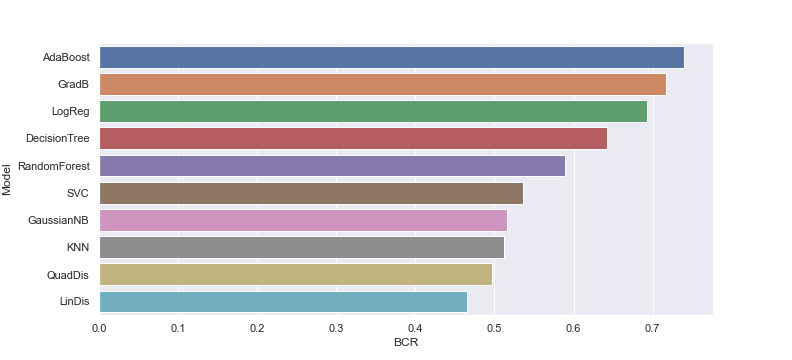 AdaBoost
GradB
LogReg
DecisionTree
RandomForest
SVC
GaussianNB
KNN
QuadDis
LinDis
Model
0.0 0.1 0.2 0.3 0.4 0.5 0.6 0.7
BCR